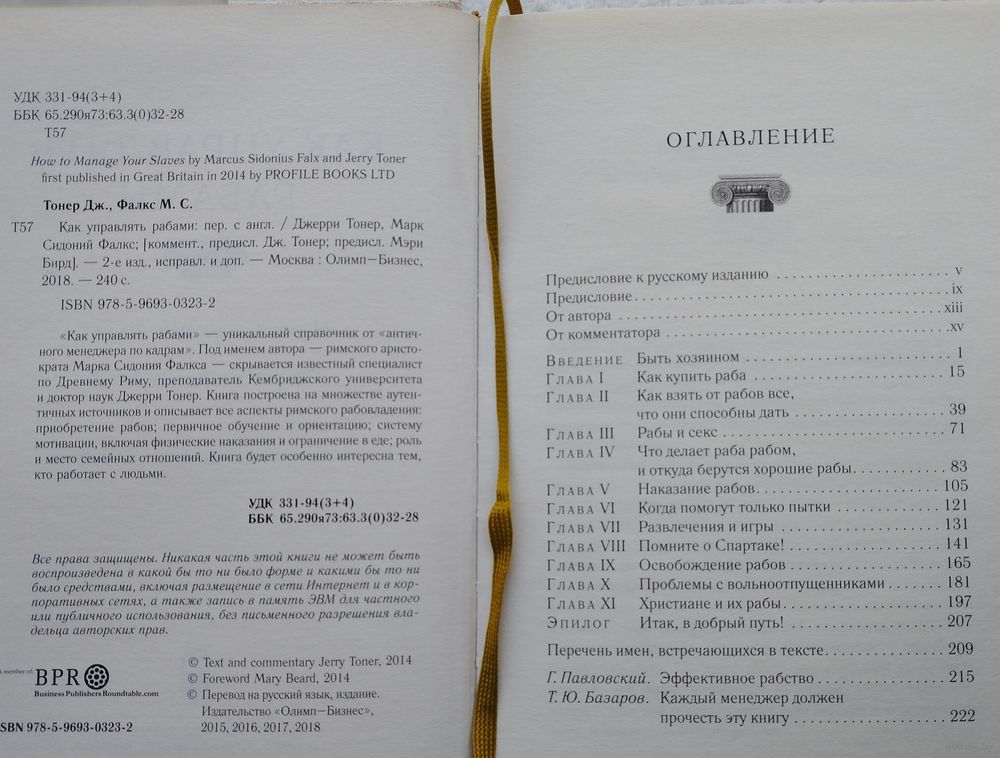 УДК 331-94(3+4)
ББК 65.290я73:63.3(0)32-28
Т57
How to Manage Your Slaves by Marcus Sidonius Falx and Jerry Toner
first published in Great Britain in 2014 by PROFILE BOOKS LTD
Тонер Дж., Фалкс М. С.
Т57 Как управлять рабами: пер. с англ. / Джерри Тонер, Марк
Сидоний Фалкс; [коммент., предисл. Дж. Тонер; предисл. Мэри
Бирд]. — 2-е изд., исправл. и доп. — Москва : Олимп—Бизнес,
2018. — 240 с.
ISBN 978-5-9693-0323-2
«Как управлять рабами» — уникальный справочник от «антич-
ного менеджера по кадрам». Под именем автора — римского аристо-
крата Марка Сидония Фалкса — скрывается известный специалист
по Древнему Риму, преподаватель Кембриджского университета
и доктор наук Джерри Тонер. Книга построена на множестве аутен-
тичных источников и описывает все аспекты римского рабовладения:
приобретение рабов; первичное обучение и ориентацию; систему
мотивации, включая физические наказания и ограничение в еде; роль
и место семейных отношений. Книга будет особенно интересна тем,
кто работает с людьми.
УДК 331-94(3+4)
ББК 65.290я73:63.3(0)32-28
Все права защищены. Никакая часть этой книги не может быть
воспроизведена в какой бы то ни было форме и какими бы то ни
было средствами, включая размещение в сети Интернет и в кор-
поративных сетях, а также запись в память ЭВМ для частного
или публичного использования, без письменного разрешения вла-
дельца авторских прав.
A member of:
BPR
Business Publishers Roundtable.com
© Text and commentary Jerry Toner, 2014
© Foreword Mary Beard, 2014
© Перевод на русский язык, издание.
Издательство «Олимп—Бизнес»,
2015, 2016, 2017, 2018
SBN 978-5-9693-0323-2
ОГЛАВЛЕНИЕ
Предисловие к русскому изданию . . . . . . . . . . v
Предисловие . . . . . . . . . . ix
От автора . . . . . . . . . . xiii
От комментатора . . . . . . . . . . xv
Введение Быть хозяином . . . . . . . . . . 1
Глава I Как купить раба . . . . . . . . . . 15
Глава II Как взять от рабов все,
что они способны дать . . . . . . . . . . 39
Глава III Рабы и секс . . . . . . . . . . 71
Глава IV Что делает раба рабом,
и откуда берутся хорошие рабы . . . . . . . . . . 83
Глава V Наказание рабов . . . . . . . . . . 105
Глава VI Когда помогут только пытки . . . . . . . . . . 121
Глава VII Развлечения и игры . . . . . . . . . . 131
Глава VIII Помните о Спартаке! . . . . . . . . . . 141
Глава IX Освобождение рабов . . . . . . . . . . 165
Глава X Проблемы с вольноотпущенниками . . . . . . . . . . 181
Глава XI Христиане и их рабы . . . . . . . . . . 197
Эпилог Итак, в добрый путь! . . . . . . . . . . 207
Перечень имен, встречающихся в тексте . . . . . . . . . . 209
Г. Павловский. Эффективное рабство . . . . . . . . . . 215
Т. Ю. Базаров. Каждый менеджер должен
прочесть эту книгу . . . . . . . . . . 222